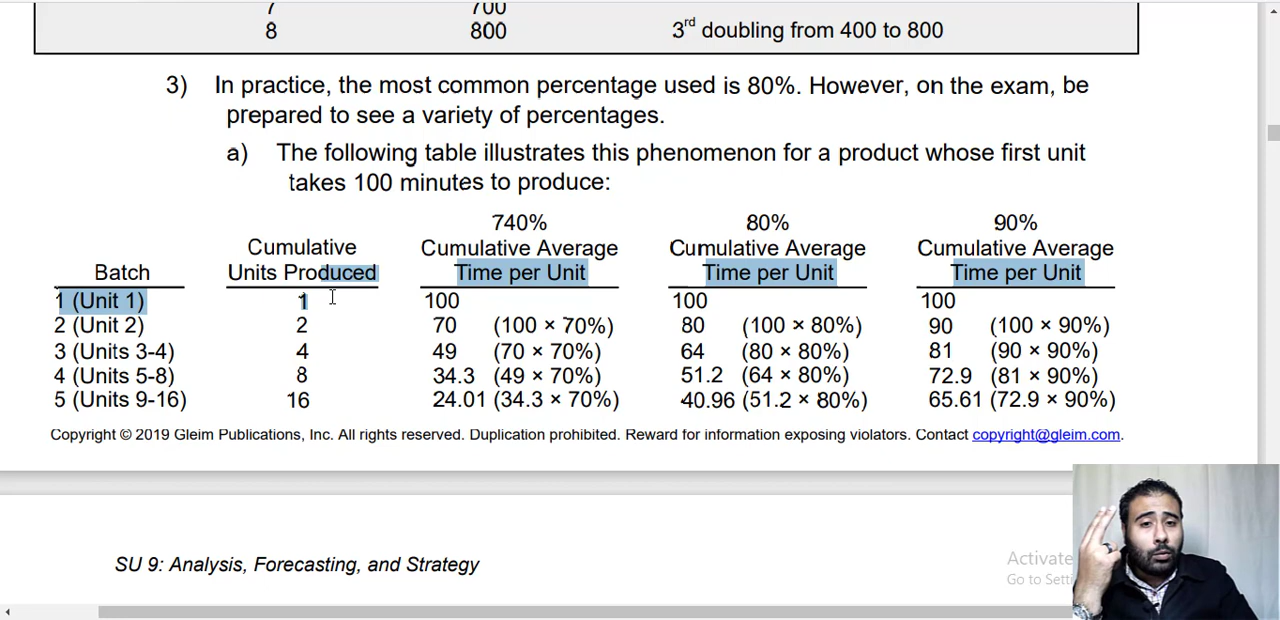 7 700
8 800 3rd doubling from 400 to 800
3) In practice, the most common percentage used is 80%. However, on the exam, be
prepared to see a variety of percentages.
a) The following table illustrates this phenomenon for a product whose first unit
takes 100 minutes to produce:
740% 80% 90%
Cumulative Cumulative Average Cumulative Average Cumulative Average
Batch Units Produced Time per Unit Time per Unit Time per Unit
1 (Unit 1) 1 100 100 100
2 (Unit 2) 2 70 (100 × 70%) 80 (100 × 80%) 90 (100 × 90%)
3 (Units 3-4) 4 49 (70 × 70%) 64 (80 × 80%) 81 (90 × 90%)
4 (Units 5-8) 8 34.3 (49 × 70%) 51.2 (64 × 80%) 72.9 (81 × 90%)
5 (Units 9-16) 16 24.01 (34.3 × 70%) 40.96 (51.2 × 80%) 65.61 (72.9 × 90%)
Copyright © 2019 Gleim Publications, Inc. All rights reserved. Duplication prohibited. Reward for information exposing violators. Contact copyright@gleim.com.
SU 9: Analysis, Forecasting, and Strategy
Activate
Go to Setti